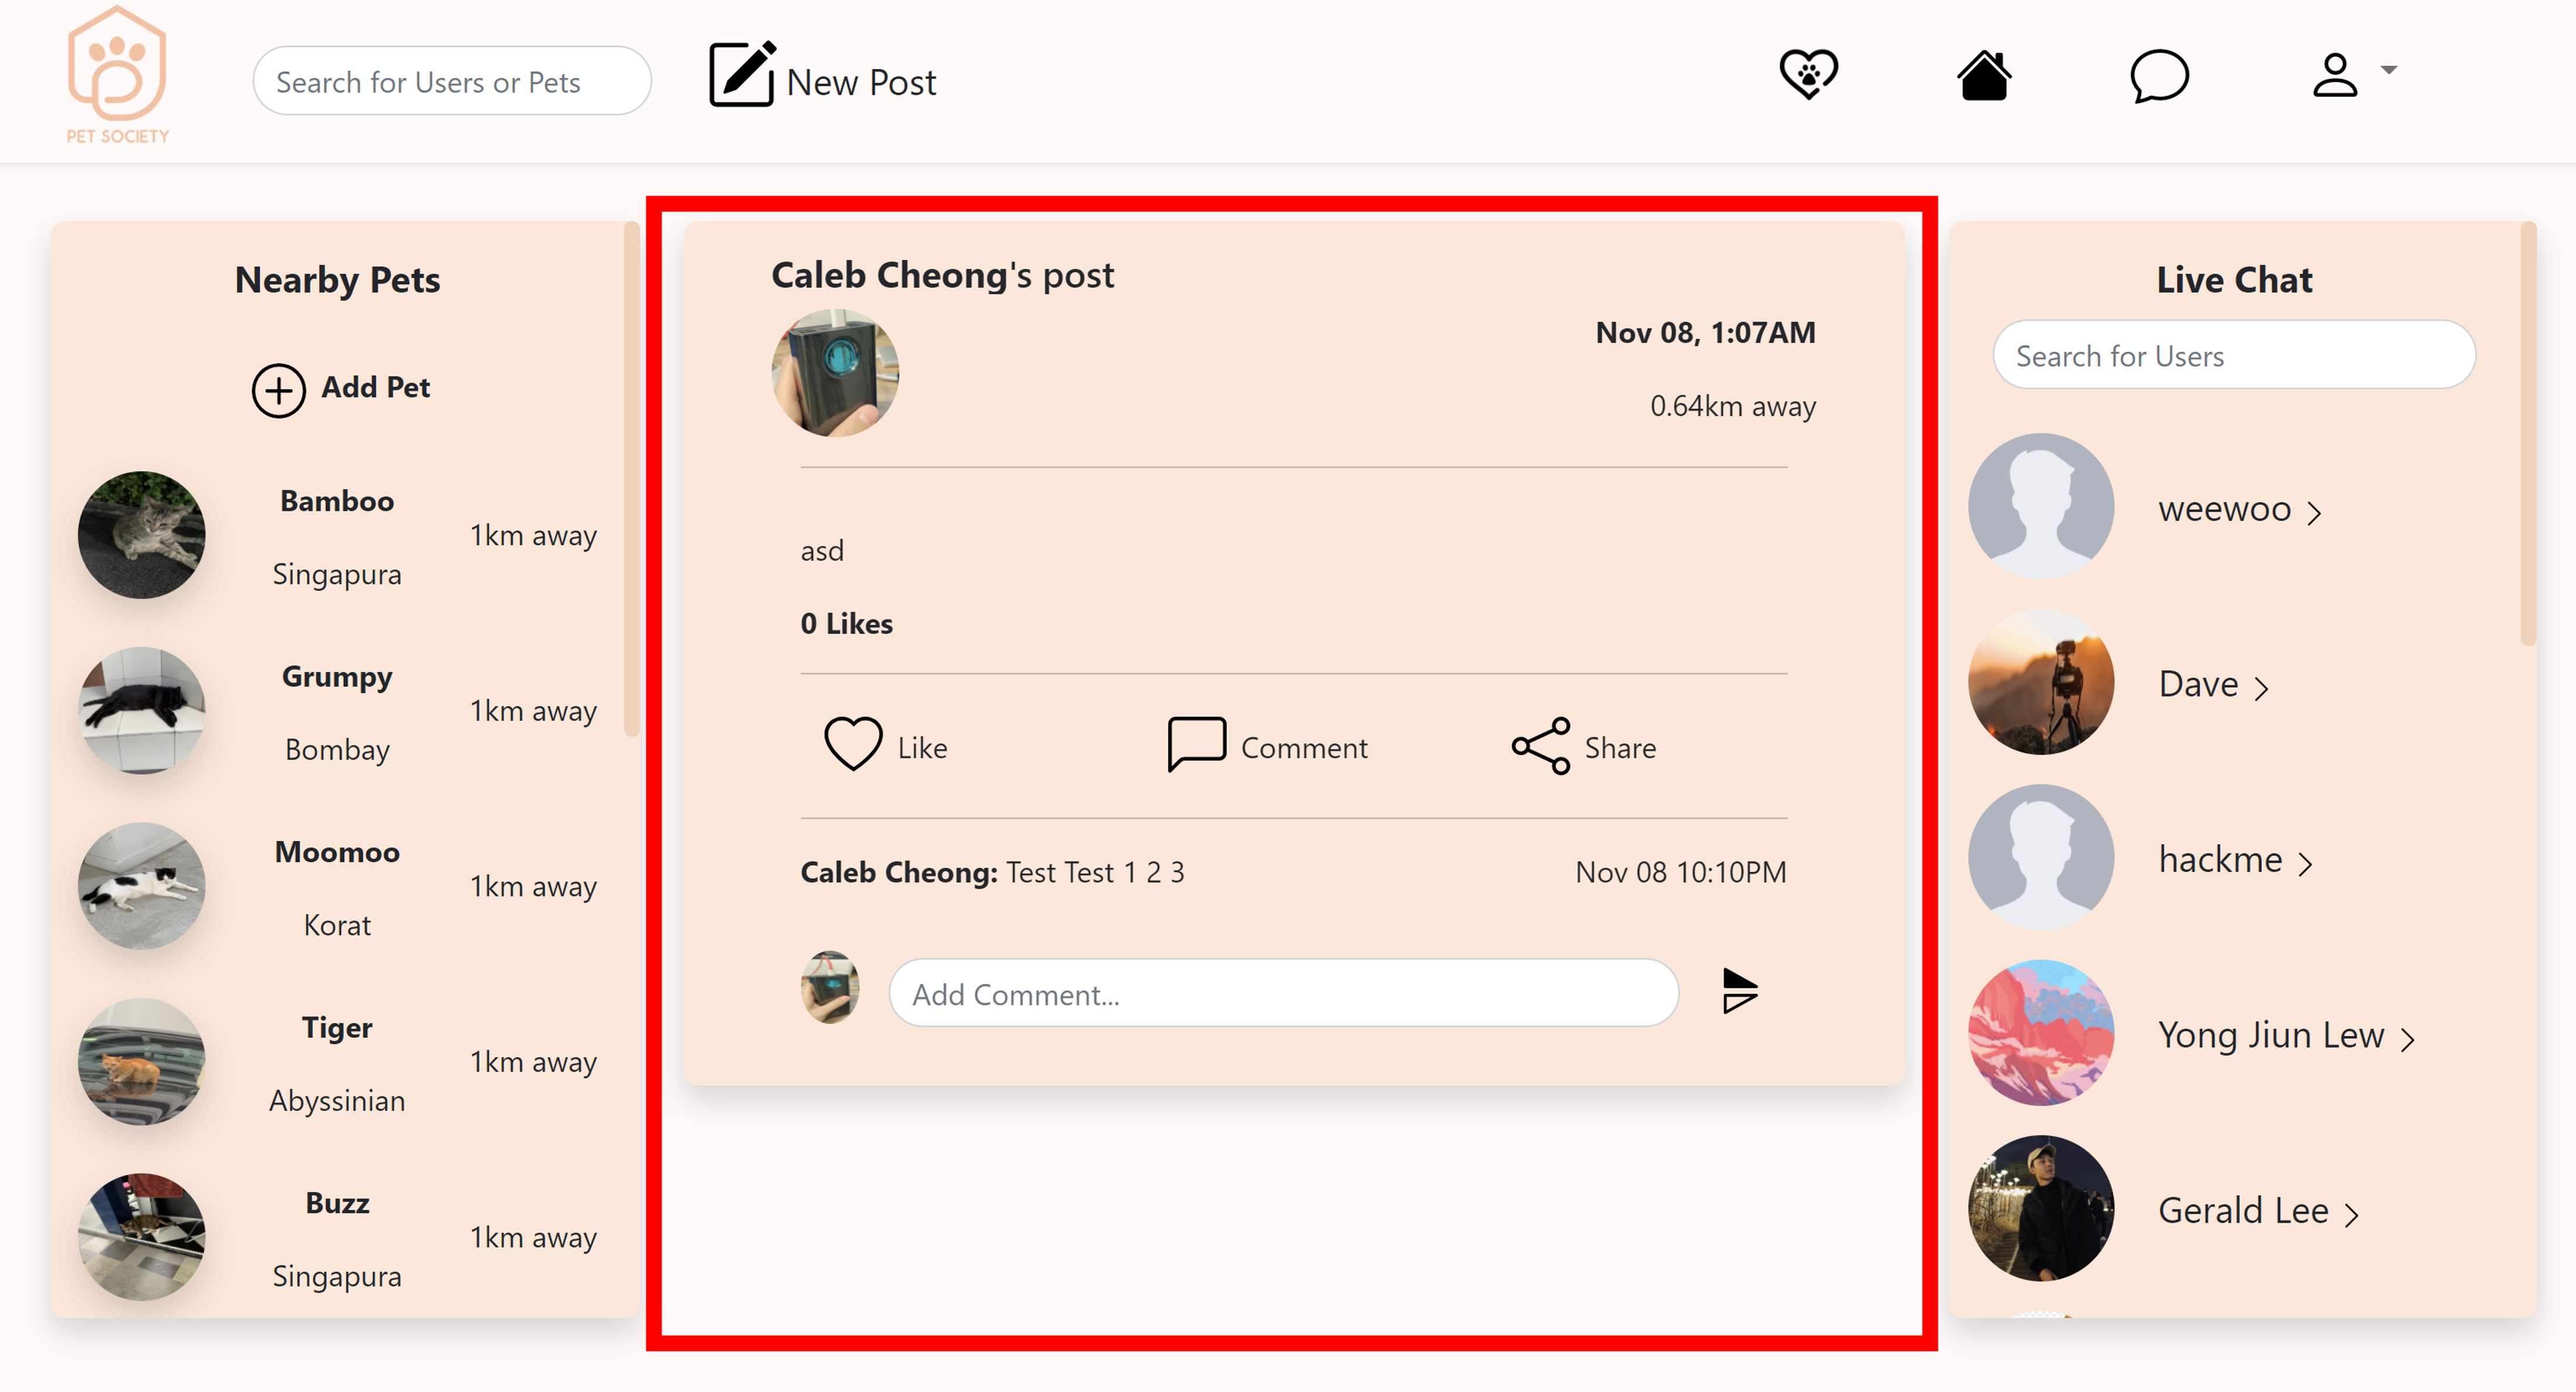 PET SOCIETY
Search for Users or Pets
New Post
Nearby Pets
Add Pet
Bamboo
Singapura
1km away
Grumpy
Bombay
1km away
Moomoo
Korat
1km away
Tiger
Abyssinian
1km away
Buzz
Singapura
1km away
Caleb Cheong's post
Nov 08, 1:07AM
0.64km away
asd
0 Likes
Like
Comment
Share
Caleb Cheong: Test Test 1 2 3
Nov 08 10:10PM
Add Comment...
Live Chat
Search for Users
weewoo
Dave
hackme
Yong Jiun Lew
Gerald Lee